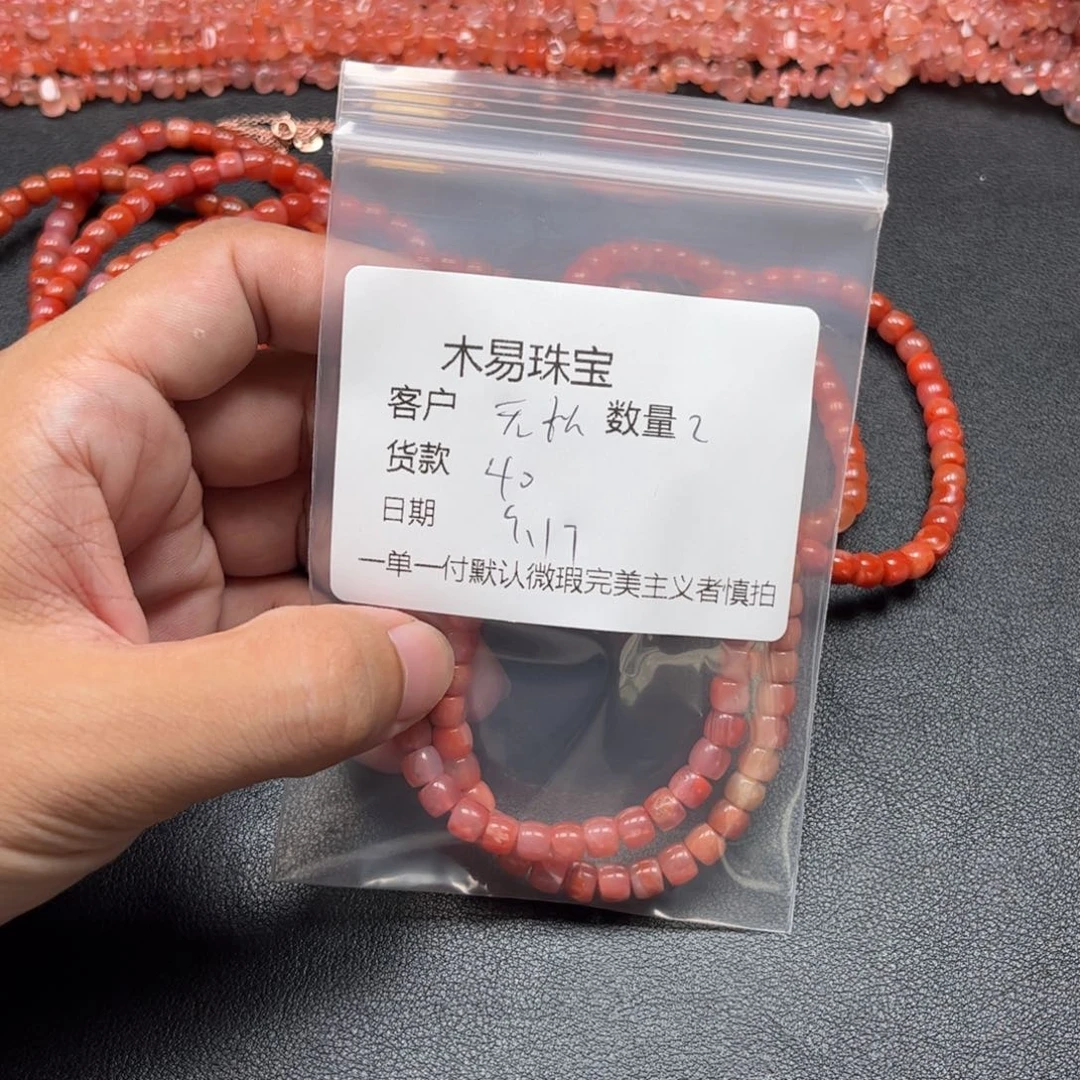 木易珠宝
客户 数量2
货款 40
日期 9.17
一单一付默认微瑕完美主义者慎拍